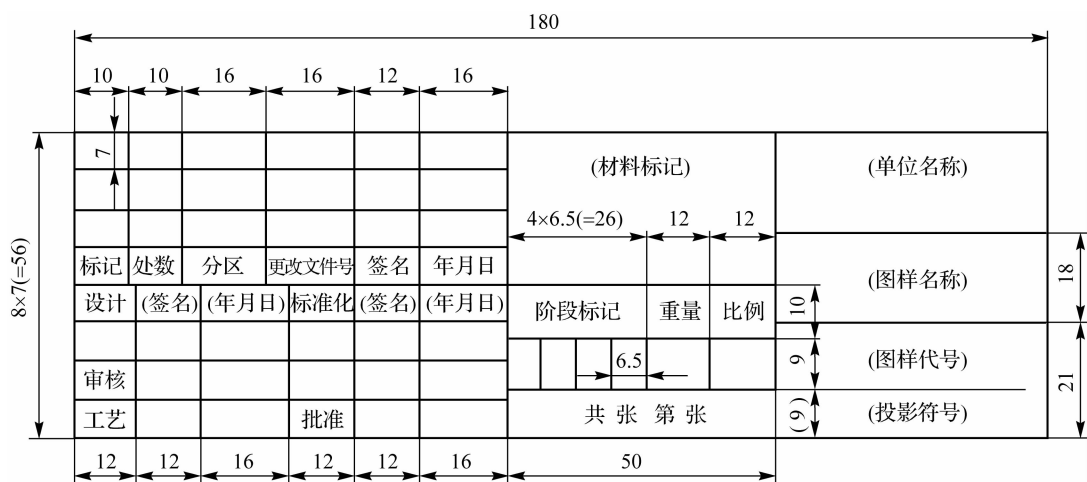 180
10 10 16 16 12 16
7
(材料标记) (单位名称)
4×6.5(=26) 12 12
8×7(=56)
标记 处数 分区 更改文件号 签名 年月日
(图样名称) 18
设计 (签名) (年月日) 标准化 (签名) (年月日)
阶段标记 重量 比例 10
6.5 9 (图样代号)
审核
21
工艺 批准 共 张 第 张 (9) (投影符号)
12 12 16 12 12 16 50